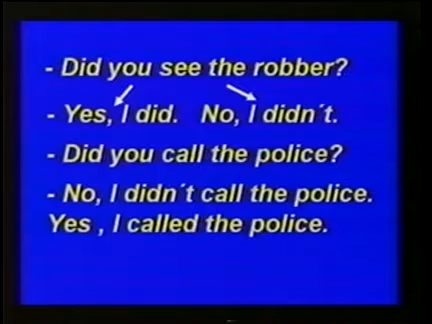 - Did you see the robber?
- Yes, I did. No, I didn´t.
- Did you call the police?
- No, I didn´t call the police.
Yes , I called the police.